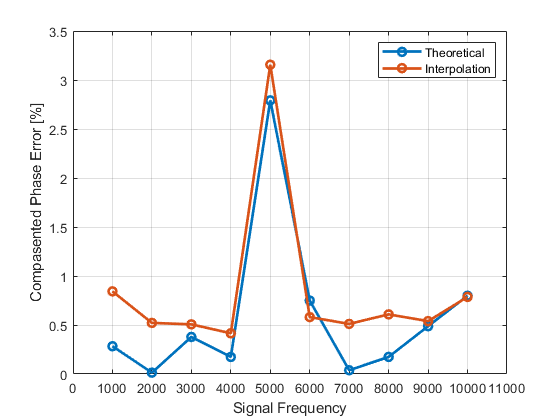 3.5
3
2.5
2
1.5
1
0.5
0
Compasented Phase Error [%]
Theoretical
Interpolation
0 1000 2000 3000 4000 5000 6000 7000 8000 9000 10000 11000
Signal Frequency